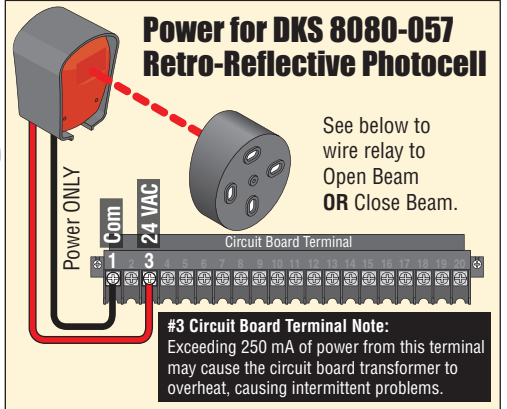 Power for DKS 8080-057
Retro-Reflective Photocell
See below to
wire relay to
Open Beam
OR Close Beam.
Power ONLY
Com
24 VAC
Circuit Board Terminal
1 2 3 4 5 6 7 8 9 10 11 12 13 14 15 16 17 18 19 20
#3 Circuit Board Terminal Note:
Exceeding 250 mA of power from this terminal
may cause the circuit board transformer to
overheat, causing intermittent problems.